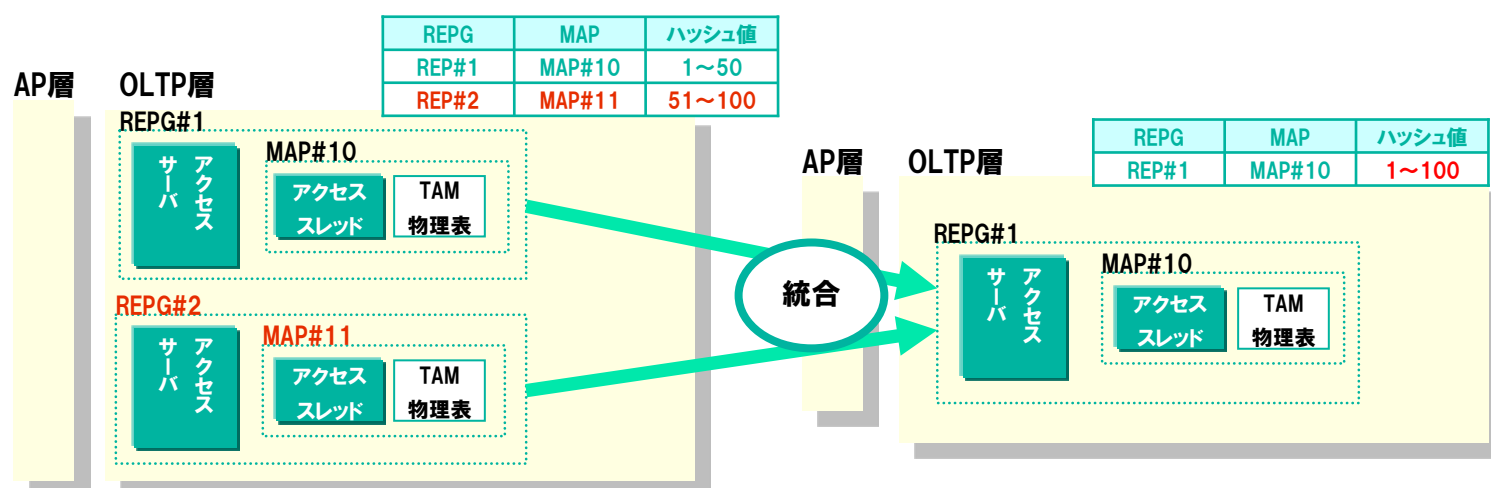 REPG MAP ハッシュ値
REP#1 MAP#10 1～50
REP#2 MAP#11 51～100
AP層 OLTP層
REPG#1
アクセス
サーバ
MAP#10
アクセス
スレッド
TAM
物理表
REPG#2
アクセス
サーバ
MAP#11
アクセス
スレッド
TAM
物理表
統合
REPG MAP ハッシュ値
REP#1 MAP#10 1～100
AP層 OLTP層
REPG#1
アクセス
サーバ
MAP#10
アクセス
スレッド
TAM
物理表